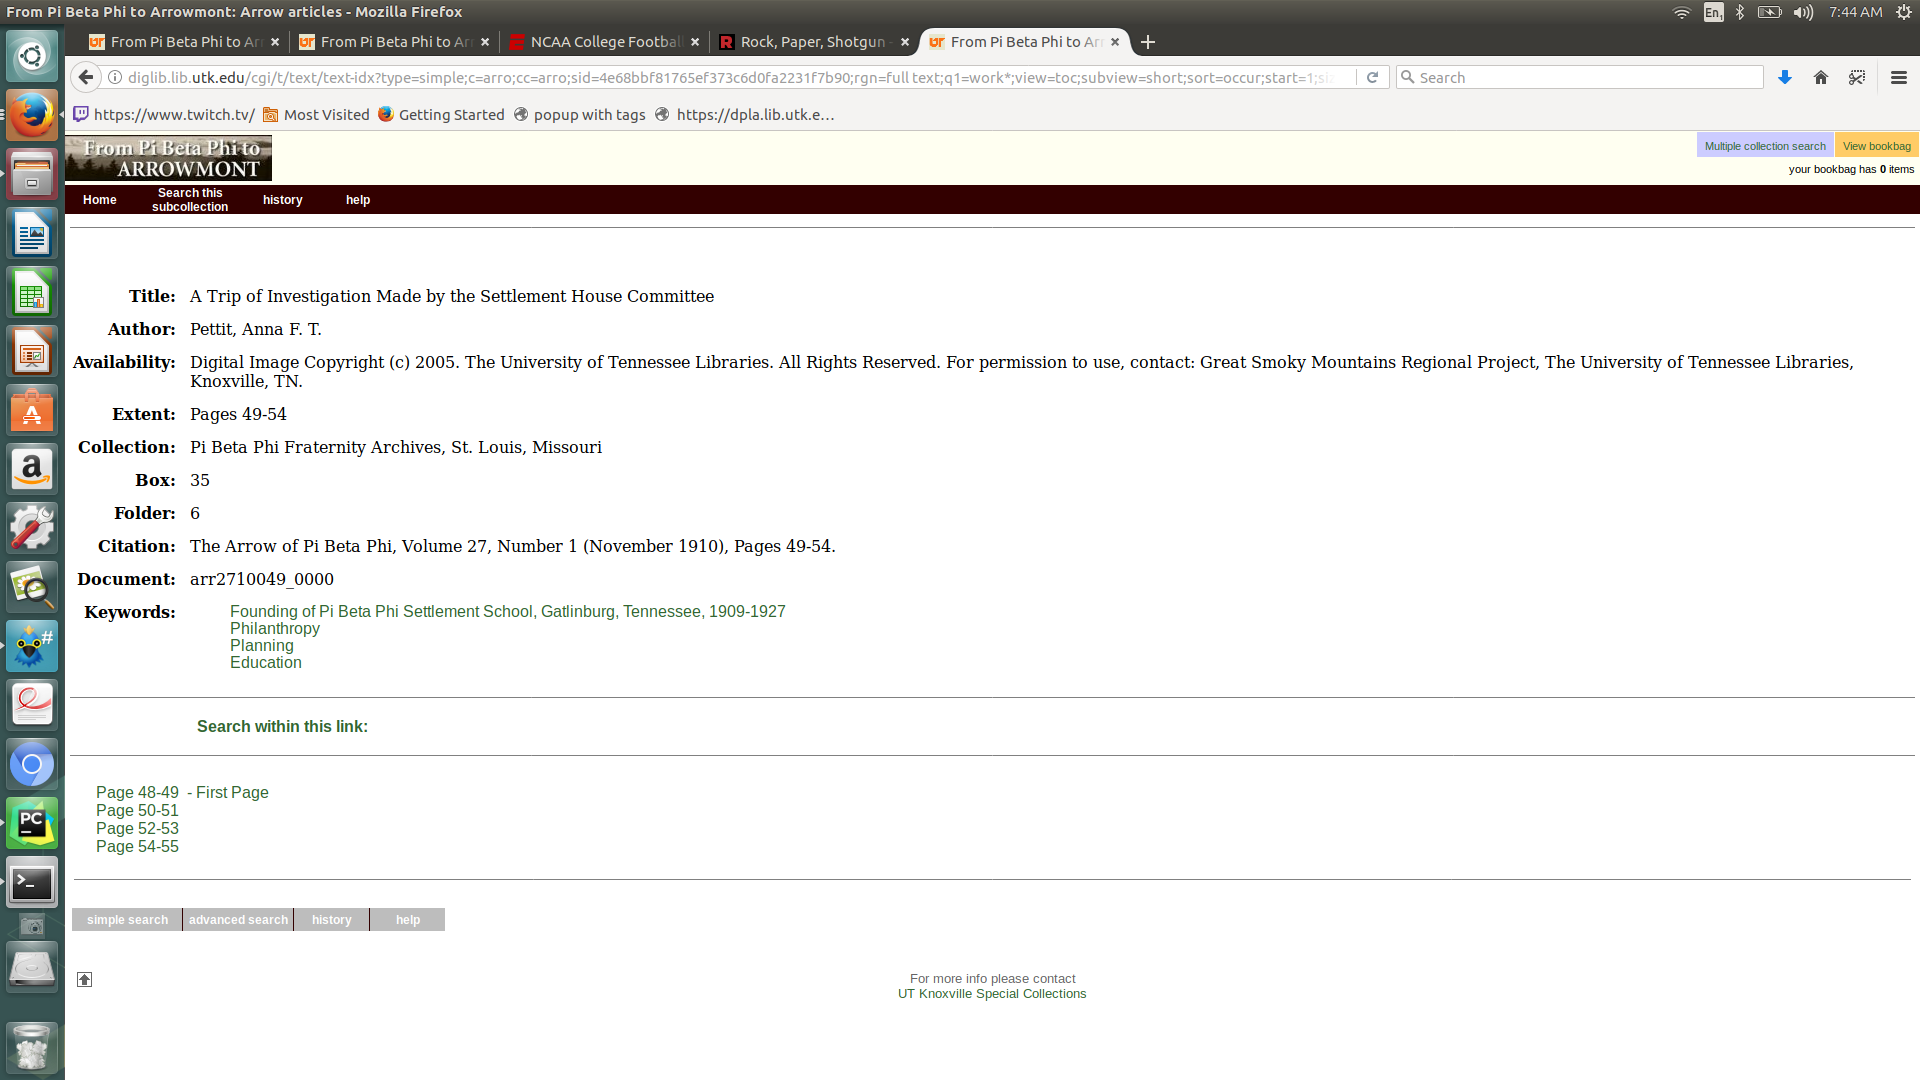 From Pi Beta Phi to Arrowmont: Arrow articles - Mozilla Firefox
En1
7:44 AM
From Pi Beta Phi to Arr
From Pi Beta Phi to Arr
NCAA College Football
Rock, Paper, Shotgun -
From Pi Beta Phi to Arr
diglib.lib.utk.edu/cgi/t/text/text-idx?type=simple;c=arro;cc=arro;sid=4e68bbf81765ef373c6d0fa2231f7b90;rgn=full text;q1=work*;view=toc;subview=short;sort=occur;start=1;si
Search
https://www.twitch.tv/
Most Visited
Getting Started
popup with tags
https://dpla.lib.utk.e...
From Pi Beta Phi to
ARROWMONT
Multiple collection search
View bookbag
your bookbag has 0 items
Home
Search this
subcollection
history
help
Title: A Trip of Investigation Made by the Settlement House Committee
Author: Pettit, Anna F. T.
Availability: Digital Image Copyright (c) 2005. The University of Tennessee Libraries. All Rights Reserved. For permission to use, contact: Great Smoky Mountains Regional Project, The University of Tennessee Libraries,
Knoxville, TN.
Extent: Pages 49-54
Collection: Pi Beta Phi Fraternity Archives, St. Louis, Missouri
Box: 35
Folder: 6
Citation: The Arrow of Pi Beta Phi, Volume 27, Number 1 (November 1910), Pages 49-54.
Document: arr2710049_0000
Keywords: Founding of Pi Beta Phi Settlement School, Gatlinburg, Tennessee, 1909-1927
Philanthropy
Planning
Education
Search within this link:
Page 48-49 - First Page
Page 50-51
Page 52-53
Page 54-55
simple search
advanced search
history
help
For more info please contact
UT Knoxville Special Collections